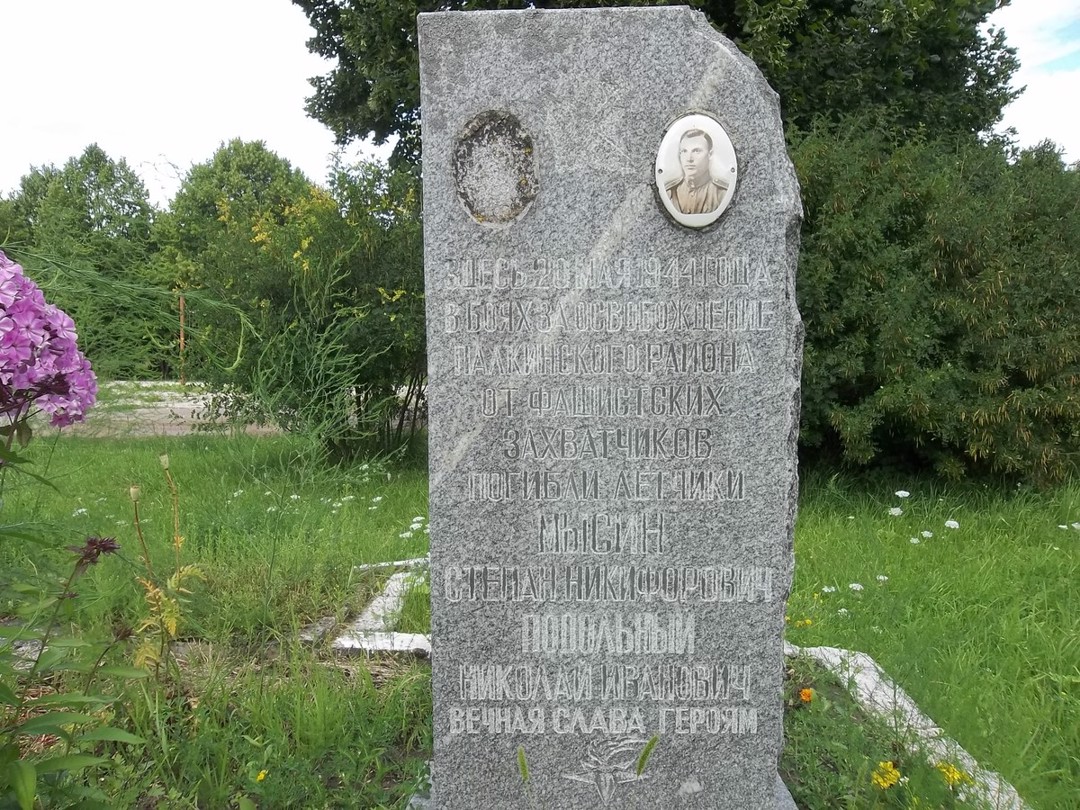 ЗДЕСЬ 20 МАЯ 1944 ГОДА
В БОЯХ ЗА ОСВОБОЖДЕНИЕ
ПАЛКИНСКОГО РАЙОНА
ОТ ФАШИСТСКИХ
ЗАХВАТЧИКОВ
ПОГИБЛИ ЛЕТЧИКИ
МЫСИН
СТЕПАН НИКИФОРОВИЧ
ПОДОЛЬНЫЙ
НИКОЛАЙ ИВАНОВИЧ
ВЕЧНАЯ СЛАВА ГЕРОЯМ